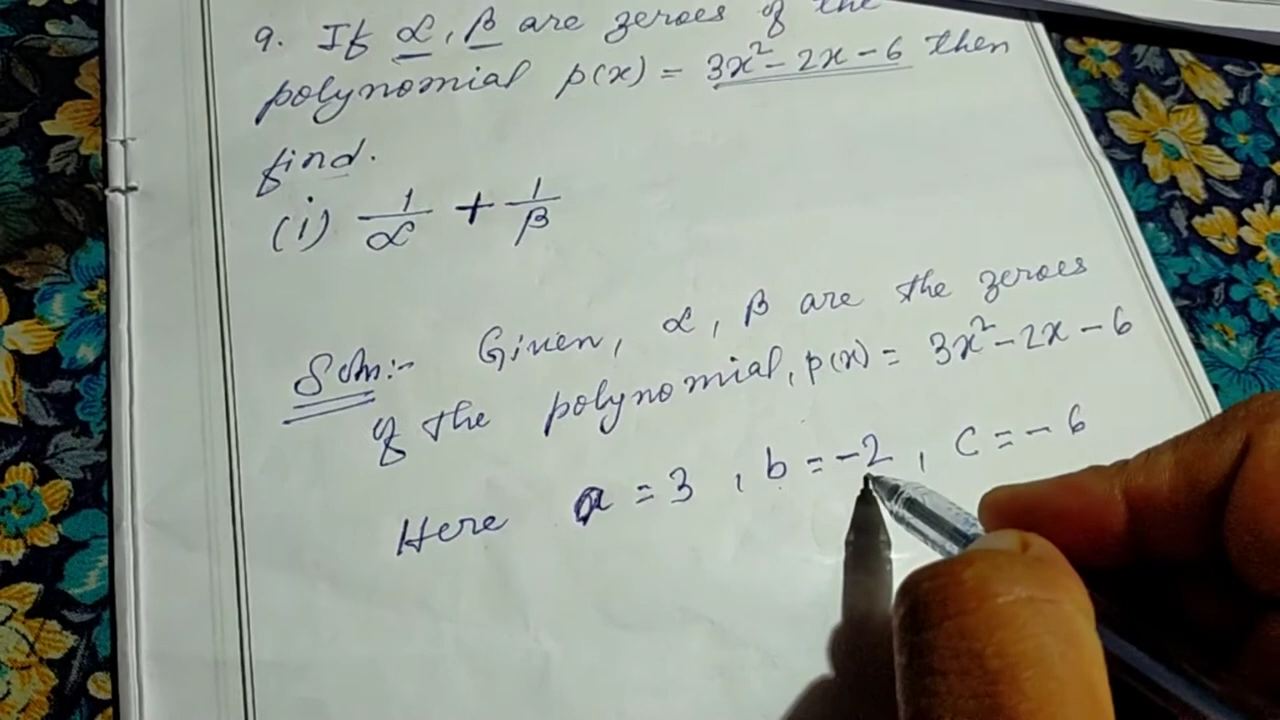 9. If α, β are zeroes of the
polynomial p(x) = 3x² - 2x - 6 then
find.
(i) 1/α + 1/β
Soln:- Given, α, β are the zeroes
of the polynomial, p(x) = 3x² - 2x - 6
Here a = 3, b = -2, c = -6